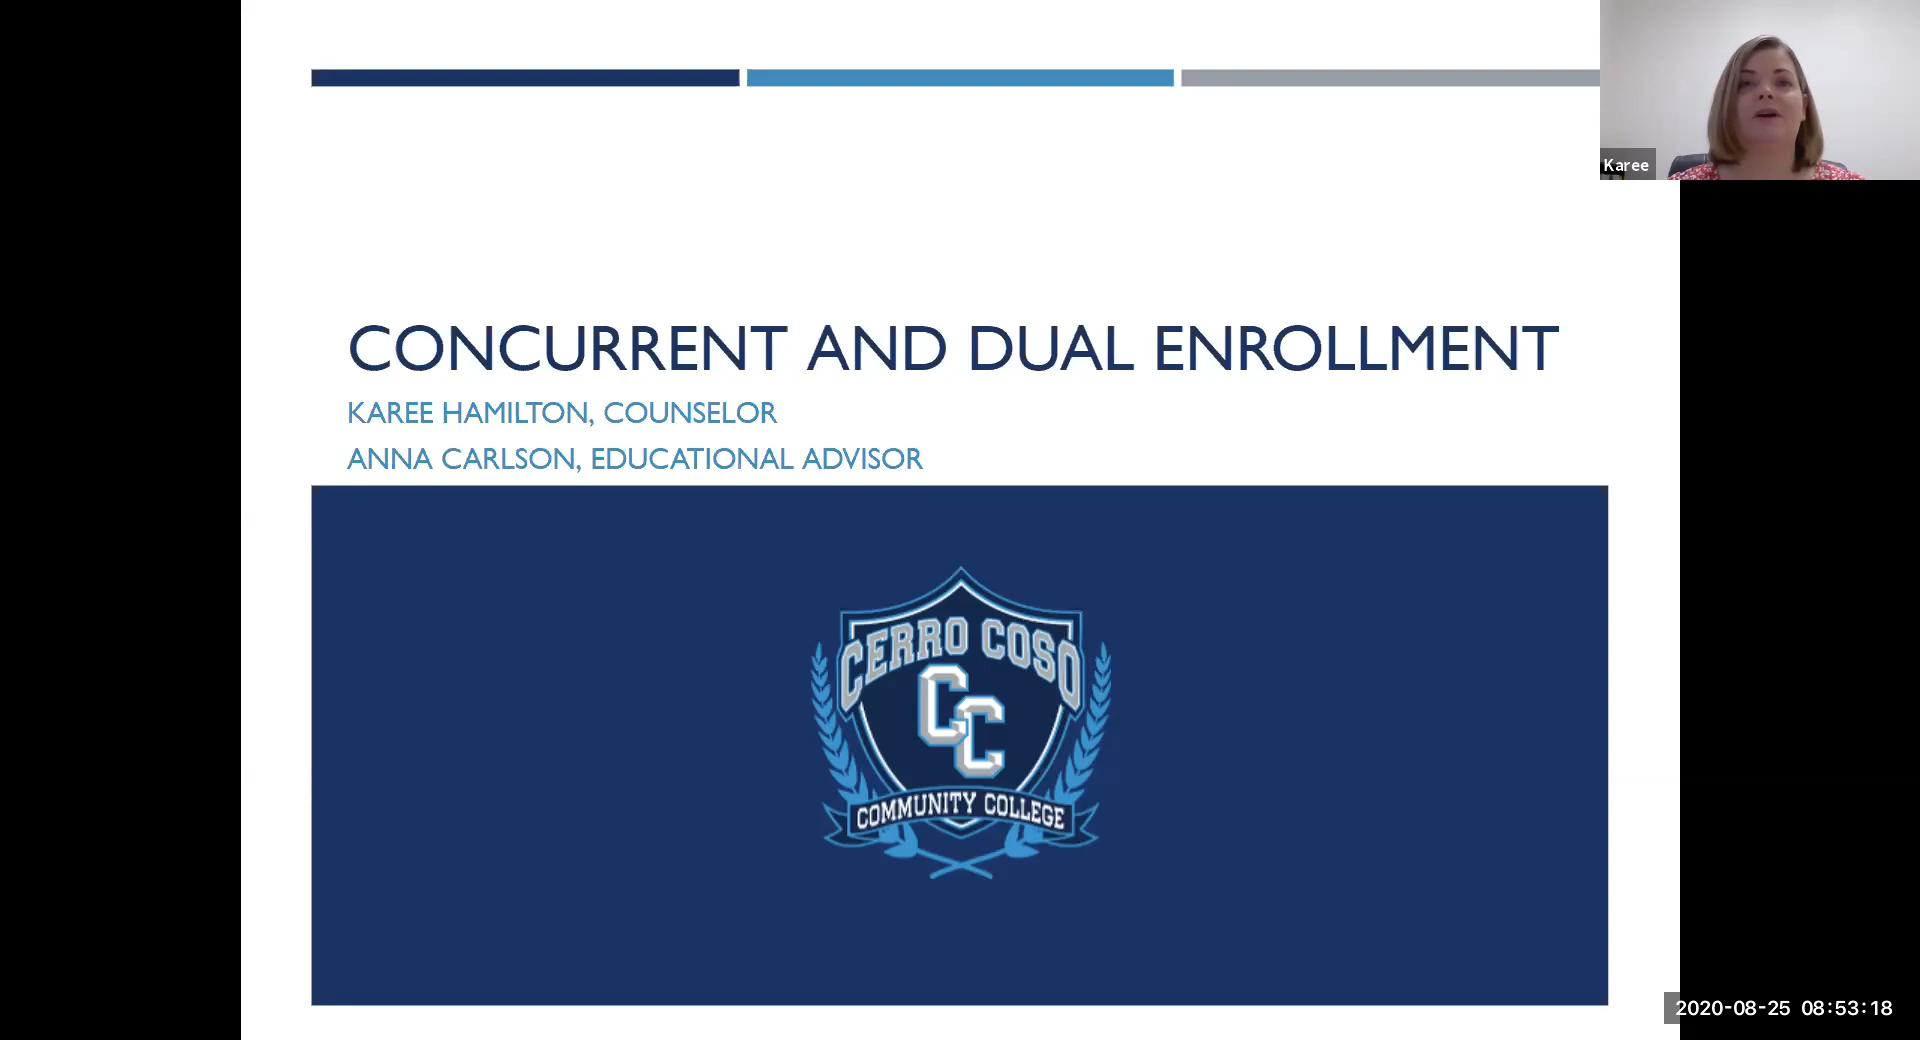 Karee
CONCURRENT AND DUAL ENROLLMENT
KAREE HAMILTON, COUNSELOR
ANNA CARLSON, EDUCATIONAL ADVISOR
CERRO COSO
CC
COMMUNITY COLLEGE
2020-08-25 08:53:18